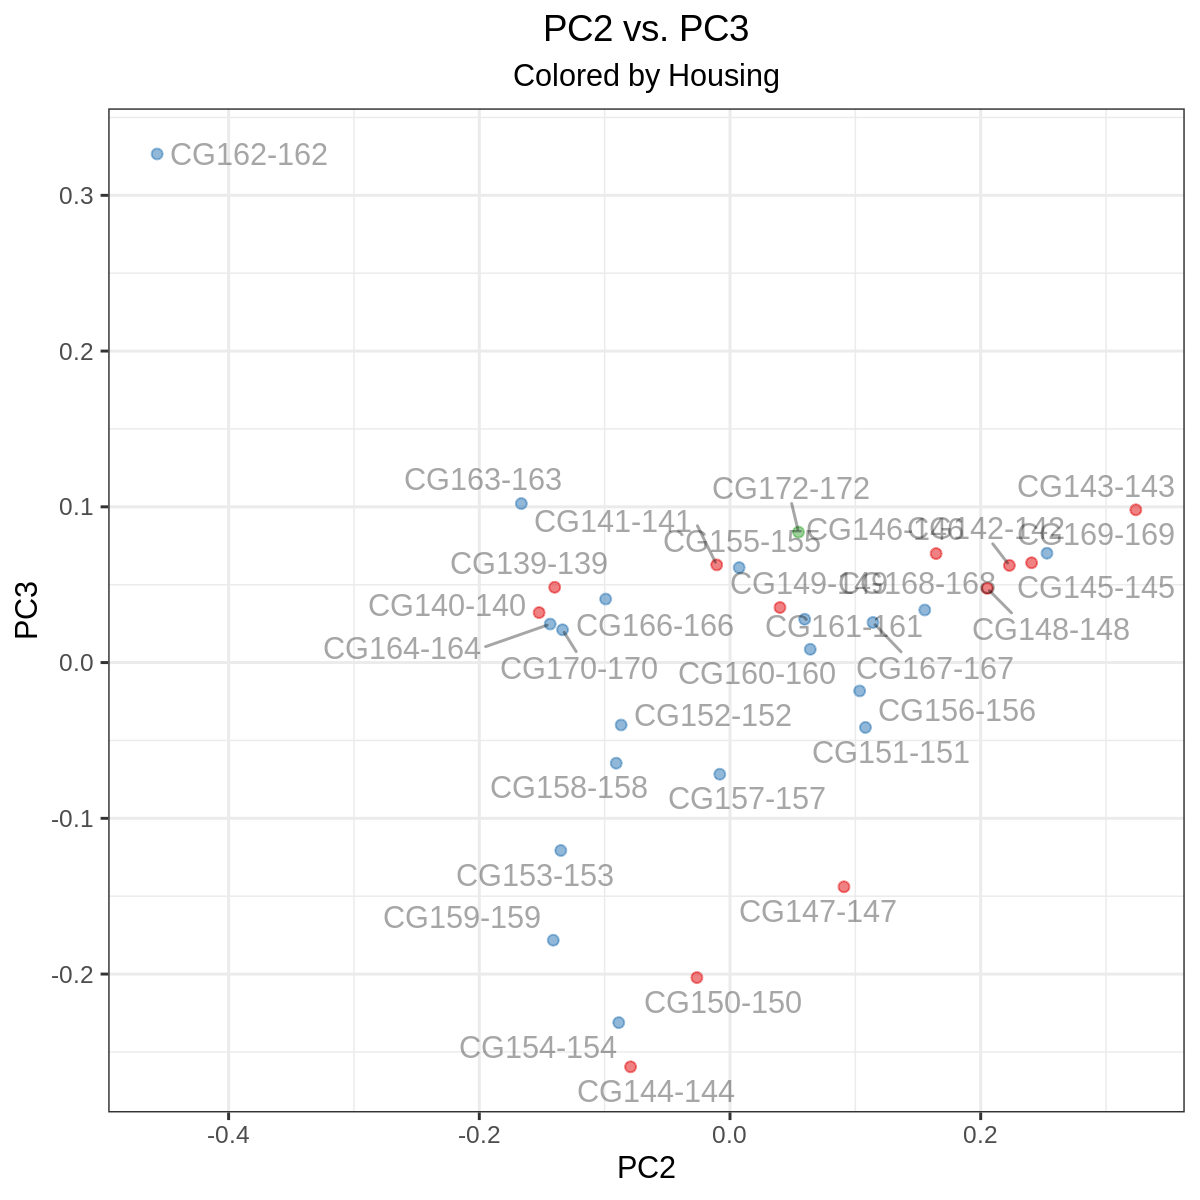 PC2 vs. PC3
Colored by Housing
CG162-162
0.3
0.2
CG163-163
CG172-172
CG143-143
0.1
CG141-141
CG146-146
CG142-142
CG169-169
CG155-155
CG139-139
CG149-149
CG168-168
CG145-145
CG140-140
CG166-166
CG161-161
CG148-148
CG164-164
CG170-170
CG160-160
CG167-167
0.0
PC3
CG152-152
CG156-156
CG151-151
CG158-158
CG157-157
-0.1
CG153-153
CG159-159
CG147-147
-0.2
CG150-150
CG154-154
CG144-144
-0.4
-0.2
0.0
0.2
PC2